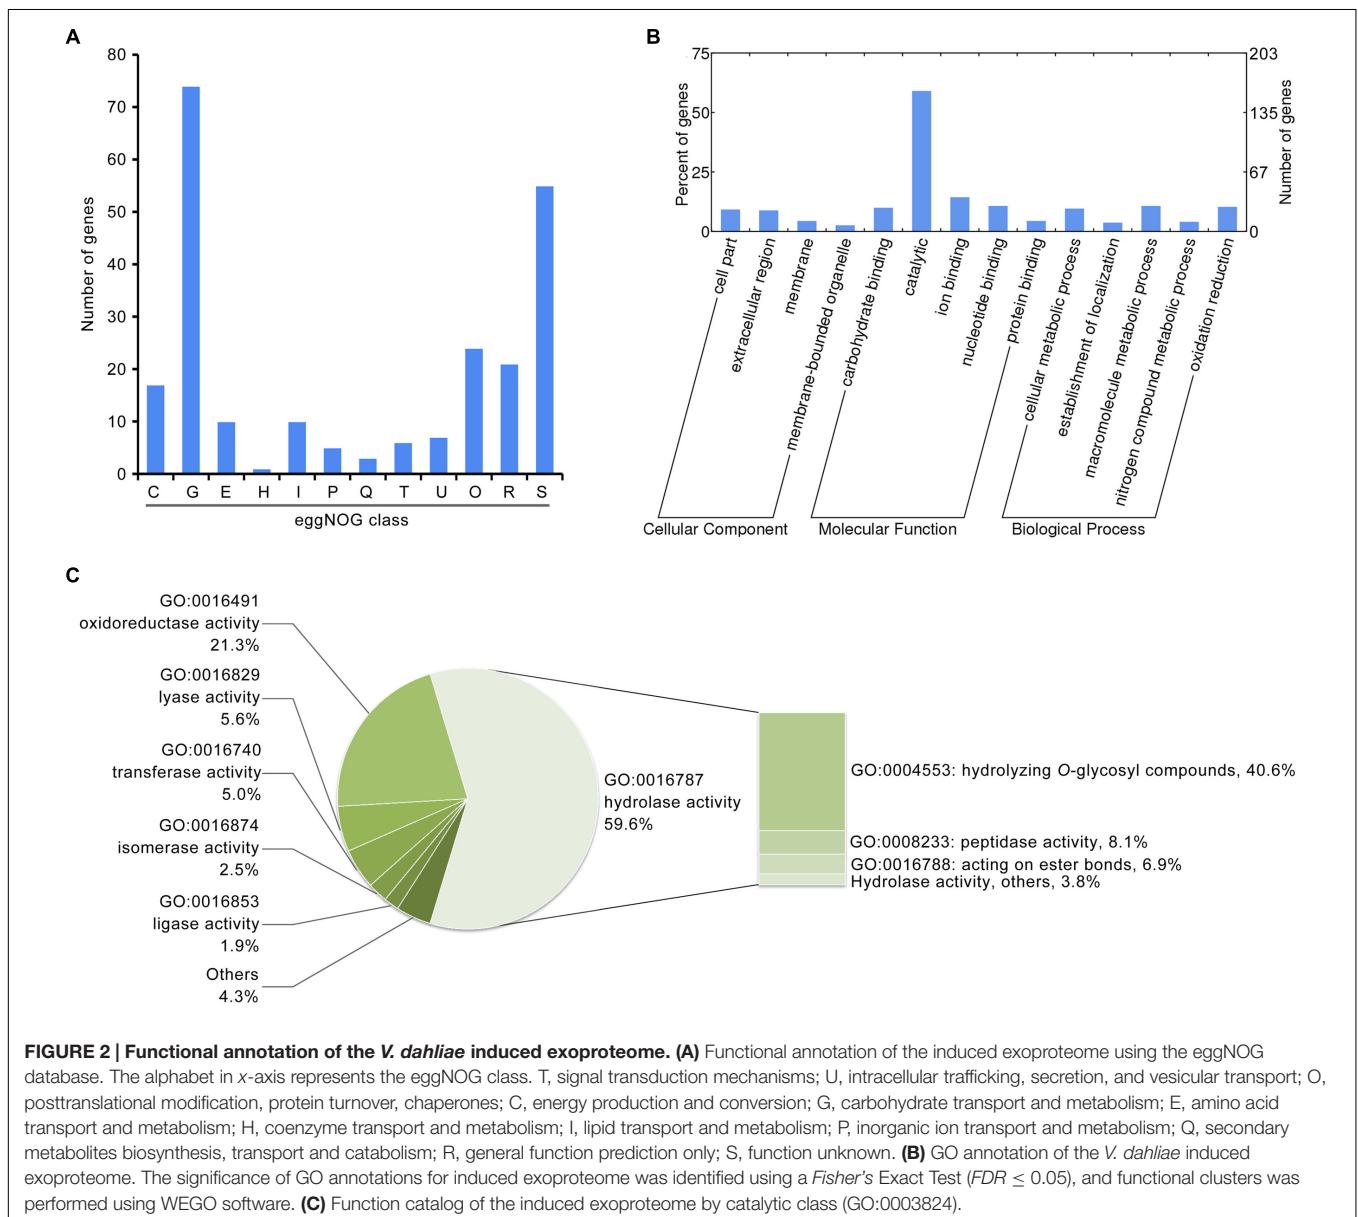 A
80
70
60
50
40
30
20
10
0
Number of genes
C G E H I P Q T U O R S
eggNOG class
B
75
50
25
0
Percent of genes
203
135
67
0
Number of genes
cell part
extracellular region
membrane
membrane-bounded organelle
carbohydrate binding
catalytic
ion binding
nucleotide binding
protein binding
cellular metabolic process
establishment of localization
macromolecule metabolic process
nitrogen compound metabolic process
oxidation reduction
Cellular Component
Molecular Function
Biological Process
C
GO:0016491
oxidoreductase activity
21.3%
GO:0016829
lyase activity
5.6%
GO:0016740
transferase activity
5.0%
GO:0016874
isomerase activity
2.5%
GO:0016853
ligase activity
1.9%
Others
4.3%
GO:0016787
hydrolase activity
59.6%
GO:0004553: hydrolyzing O-glycosyl compounds, 40.6%
GO:0008233: peptidase activity, 8.1%
GO:0016788: acting on ester bonds, 6.9%
Hydrolase activity, others, 3.8%
FIGURE 2 | Functional annotation of the V. dahliae induced exoproteome. (A) Functional annotation of the induced exoproteome using the eggNOG
database. The alphabet in x-axis represents the eggNOG class. T, signal transduction mechanisms; U, intracellular trafficking, secretion, and vesicular transport; O,
posttranslational modification, protein turnover, chaperones; C, energy production and conversion; G, carbohydrate transport and metabolism; E, amino acid
transport and metabolism; H, coenzyme transport and metabolism; I, lipid transport and metabolism; P, inorganic ion transport and metabolism; Q, secondary
metabolites biosynthesis, transport and catabolism; R, general function prediction only; S, function unknown. (B) GO annotation of the V. dahliae induced
exoproteome. The significance of GO annotations for induced exoproteome was identified using a Fisher's Exact Test (FDR ≤ 0.05), and functional clusters was
performed using WEGO software. (C) Function catalog of the induced exoproteome by catalytic class (GO:0003824).